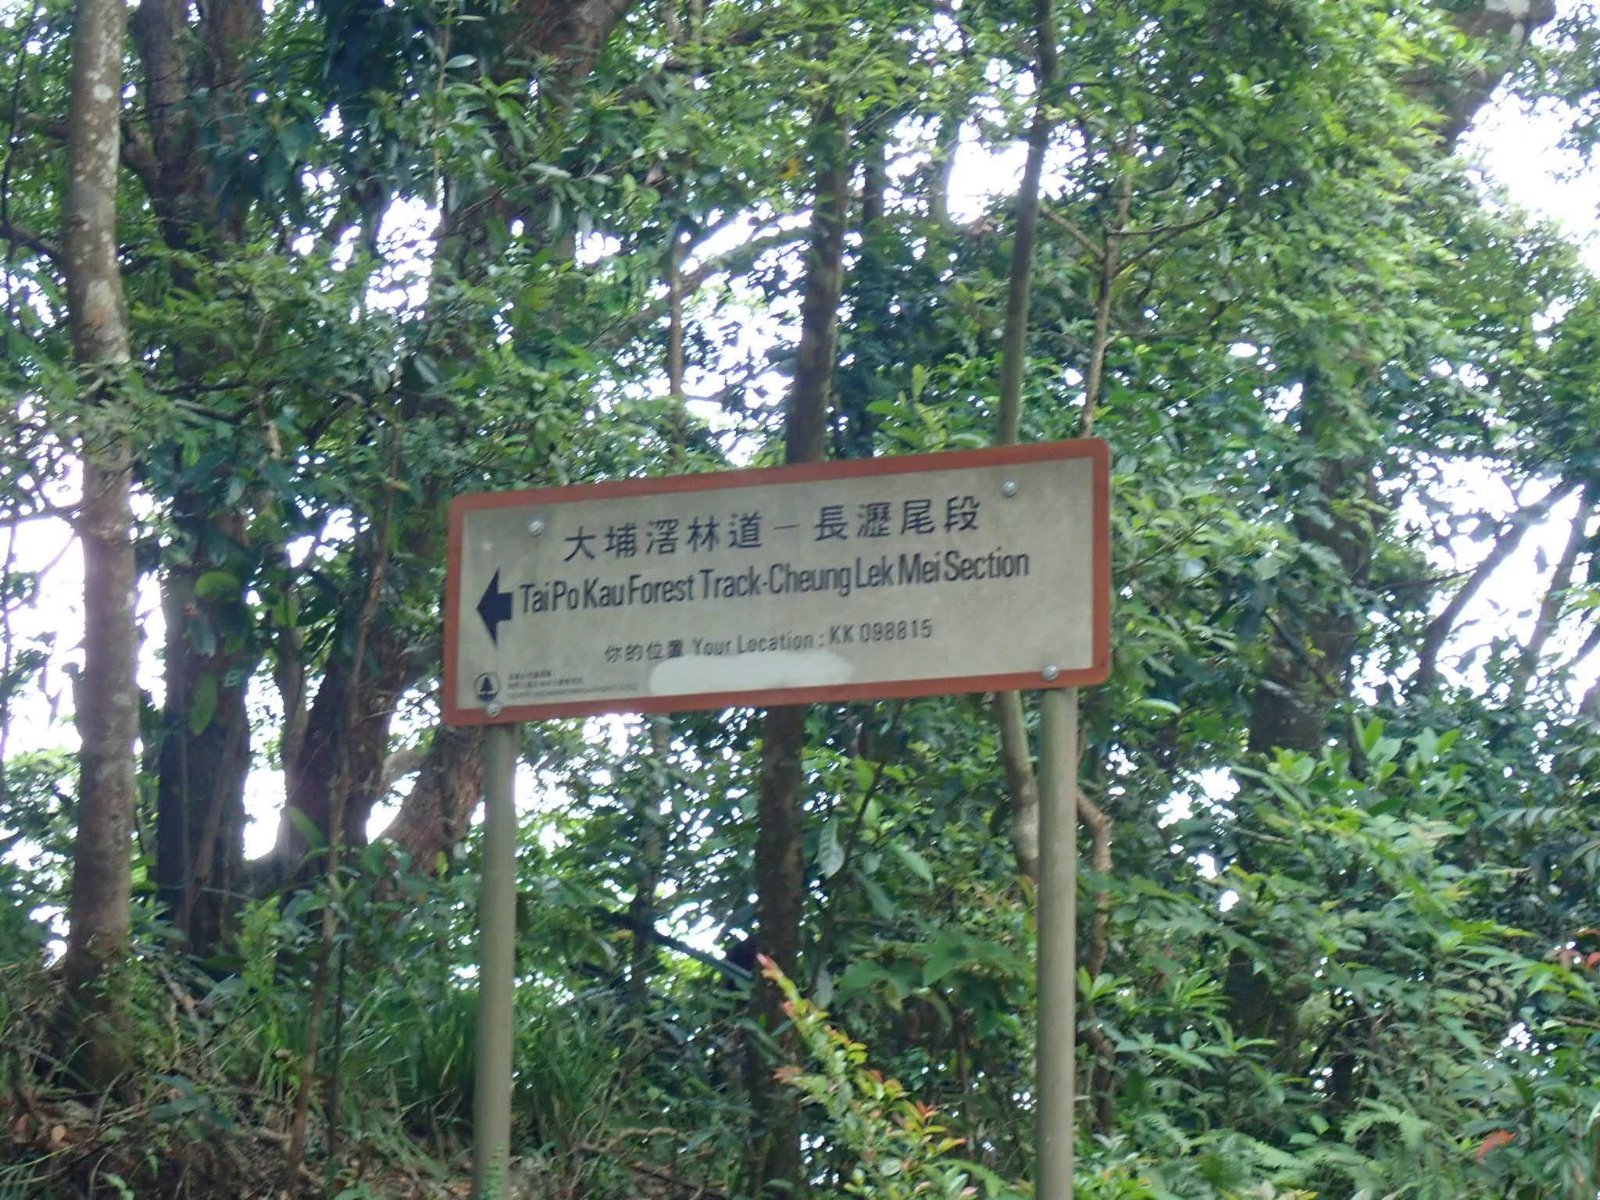 大埔滘林道－長瀝尾段
Tai Po Kau Forest Track-Cheung Lek Mei Section
你的位置 Your Location : KK 098815